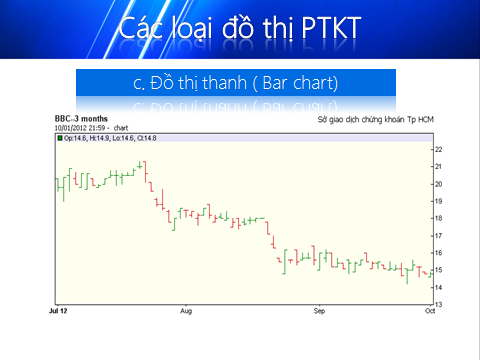 Các loại đồ thị PTKT
c. Đồ thị thanh ( Bar chart)
BBC--3 months
Sở giao dịch chứng khoán Tp HCM
10/01/2012 21:59 - chart
Op:14.6, Hi:14.9, Lo:14.6, Cl:14.8
22
21
20
19
18
17
16
15
14
13
Jul 12 Aug Sep Oct